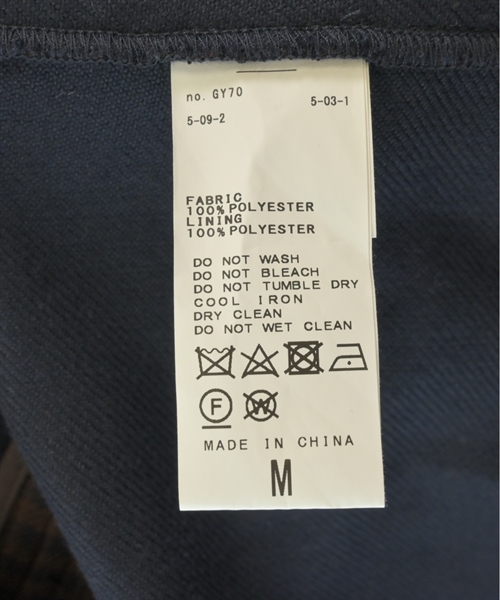 no. GY70
5-03-1
5-09-2
FABRIC
100% POLYESTER
LINING
100% POLYESTER
DO NOT WASH
DO NOT BLEACH
DO NOT TUMBLE DRY
COOL IRON
DRY CLEAN
DO NOT WET CLEAN
F W
MADE IN CHINA
M